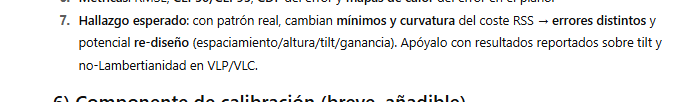 6. Métricas: RMSE, CEP50/CEP95, CDF del error y mapas de calor del error en el plano.
7. Hallazgo esperado: con patrón real, cambian mínimos y curvatura del coste RSS → errores distintos y
potencial re-diseño (espaciamiento/altura/tilt/ganancia). Apóyalo con resultados reportados sobre tilt y
no-Lambertianidad en VLP/VLC.
6) Componente de calibración (breve, añadible)